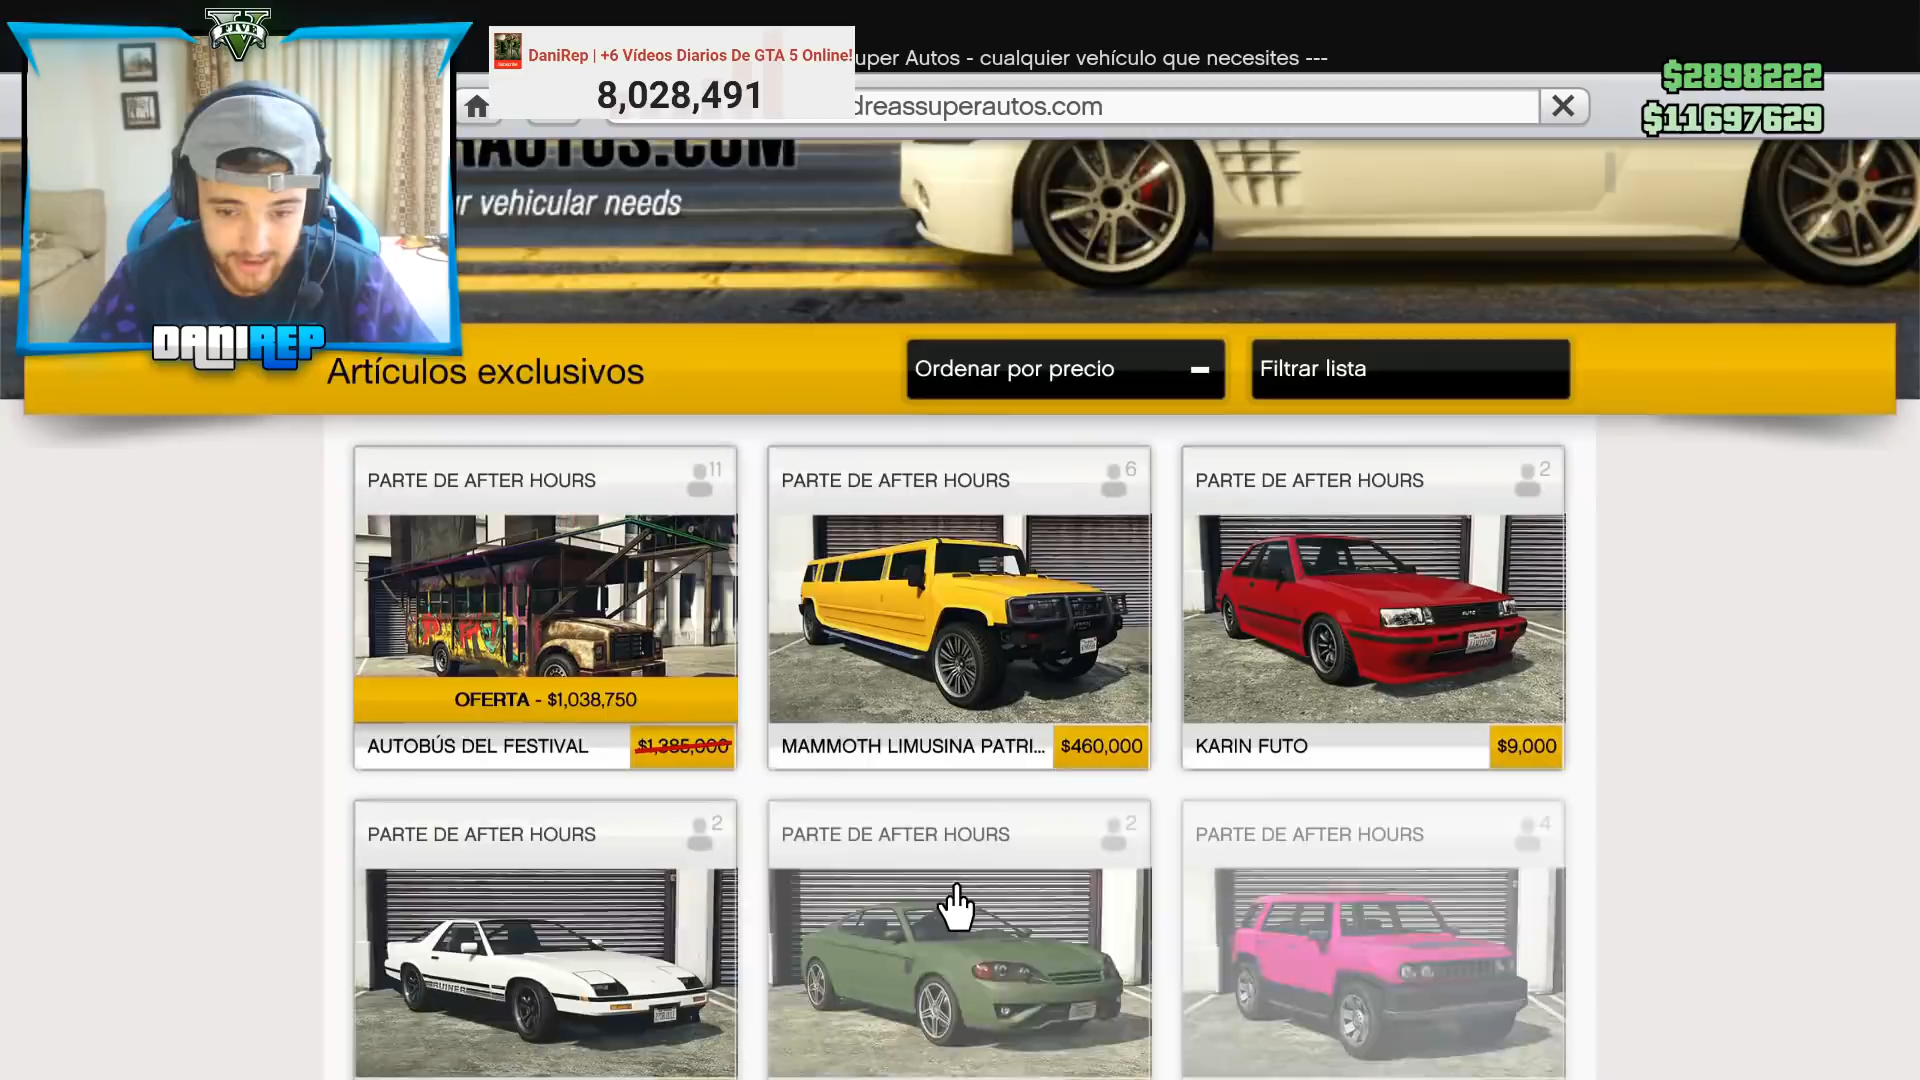 FIVE
DaniRep | +6 Vídeos Diarios De GTA 5 Online!
8,028,491
uper Autos - cualquier vehículo que necesites ---
dreassuperautos.com
$2898222
$11697629
RAUTOS.COM
r vehicular needs
DANIREP
Artículos exclusivos
Ordenar por precio
Filtrar lista
PARTE DE AFTER HOURS 11
PARTE DE AFTER HOURS 6
PARTE DE AFTER HOURS 2
OFERTA - $1,038,750
AUTOBÚS DEL FESTIVAL $1,385,000
MAMMOTH LIMUSINA PATRI... $460,000
KARIN FUTO $9,000
PARTE DE AFTER HOURS 2
PARTE DE AFTER HOURS 2
PARTE DE AFTER HOURS 4
RUINER